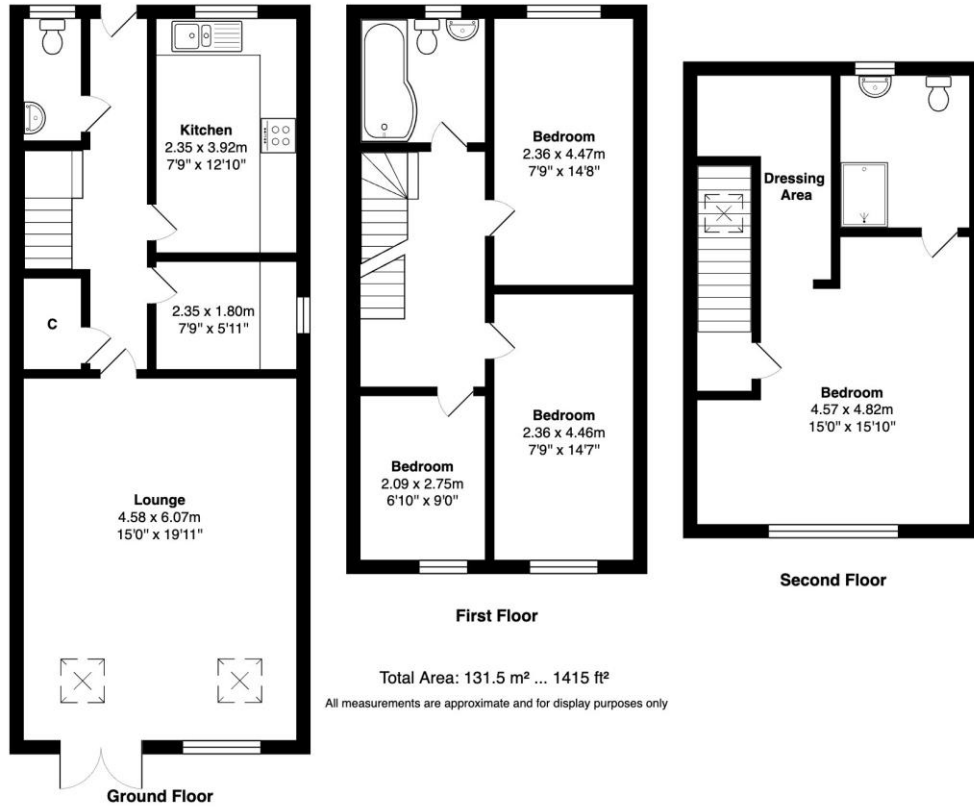 Kitchen
2.35 x 3.92m
7'9" x 12'10"
2.35 x 1.80m
7'9" x 5'11"
C
Lounge
4.58 x 6.07m
15'0" x 19'11"
Ground Floor
Bedroom
2.36 x 4.47m
7'9" x 14'8"
Bedroom
2.36 x 4.46m
7'9" x 14'7"
Bedroom
2.09 x 2.75m
6'10" x 9'0"
First Floor
Dressing
Area
Bedroom
4.57 x 4.82m
15'0" x 15'10"
Second Floor
Total Area: 131.5 m² ... 1415 ft²
All measurements are approximate and for display purposes only